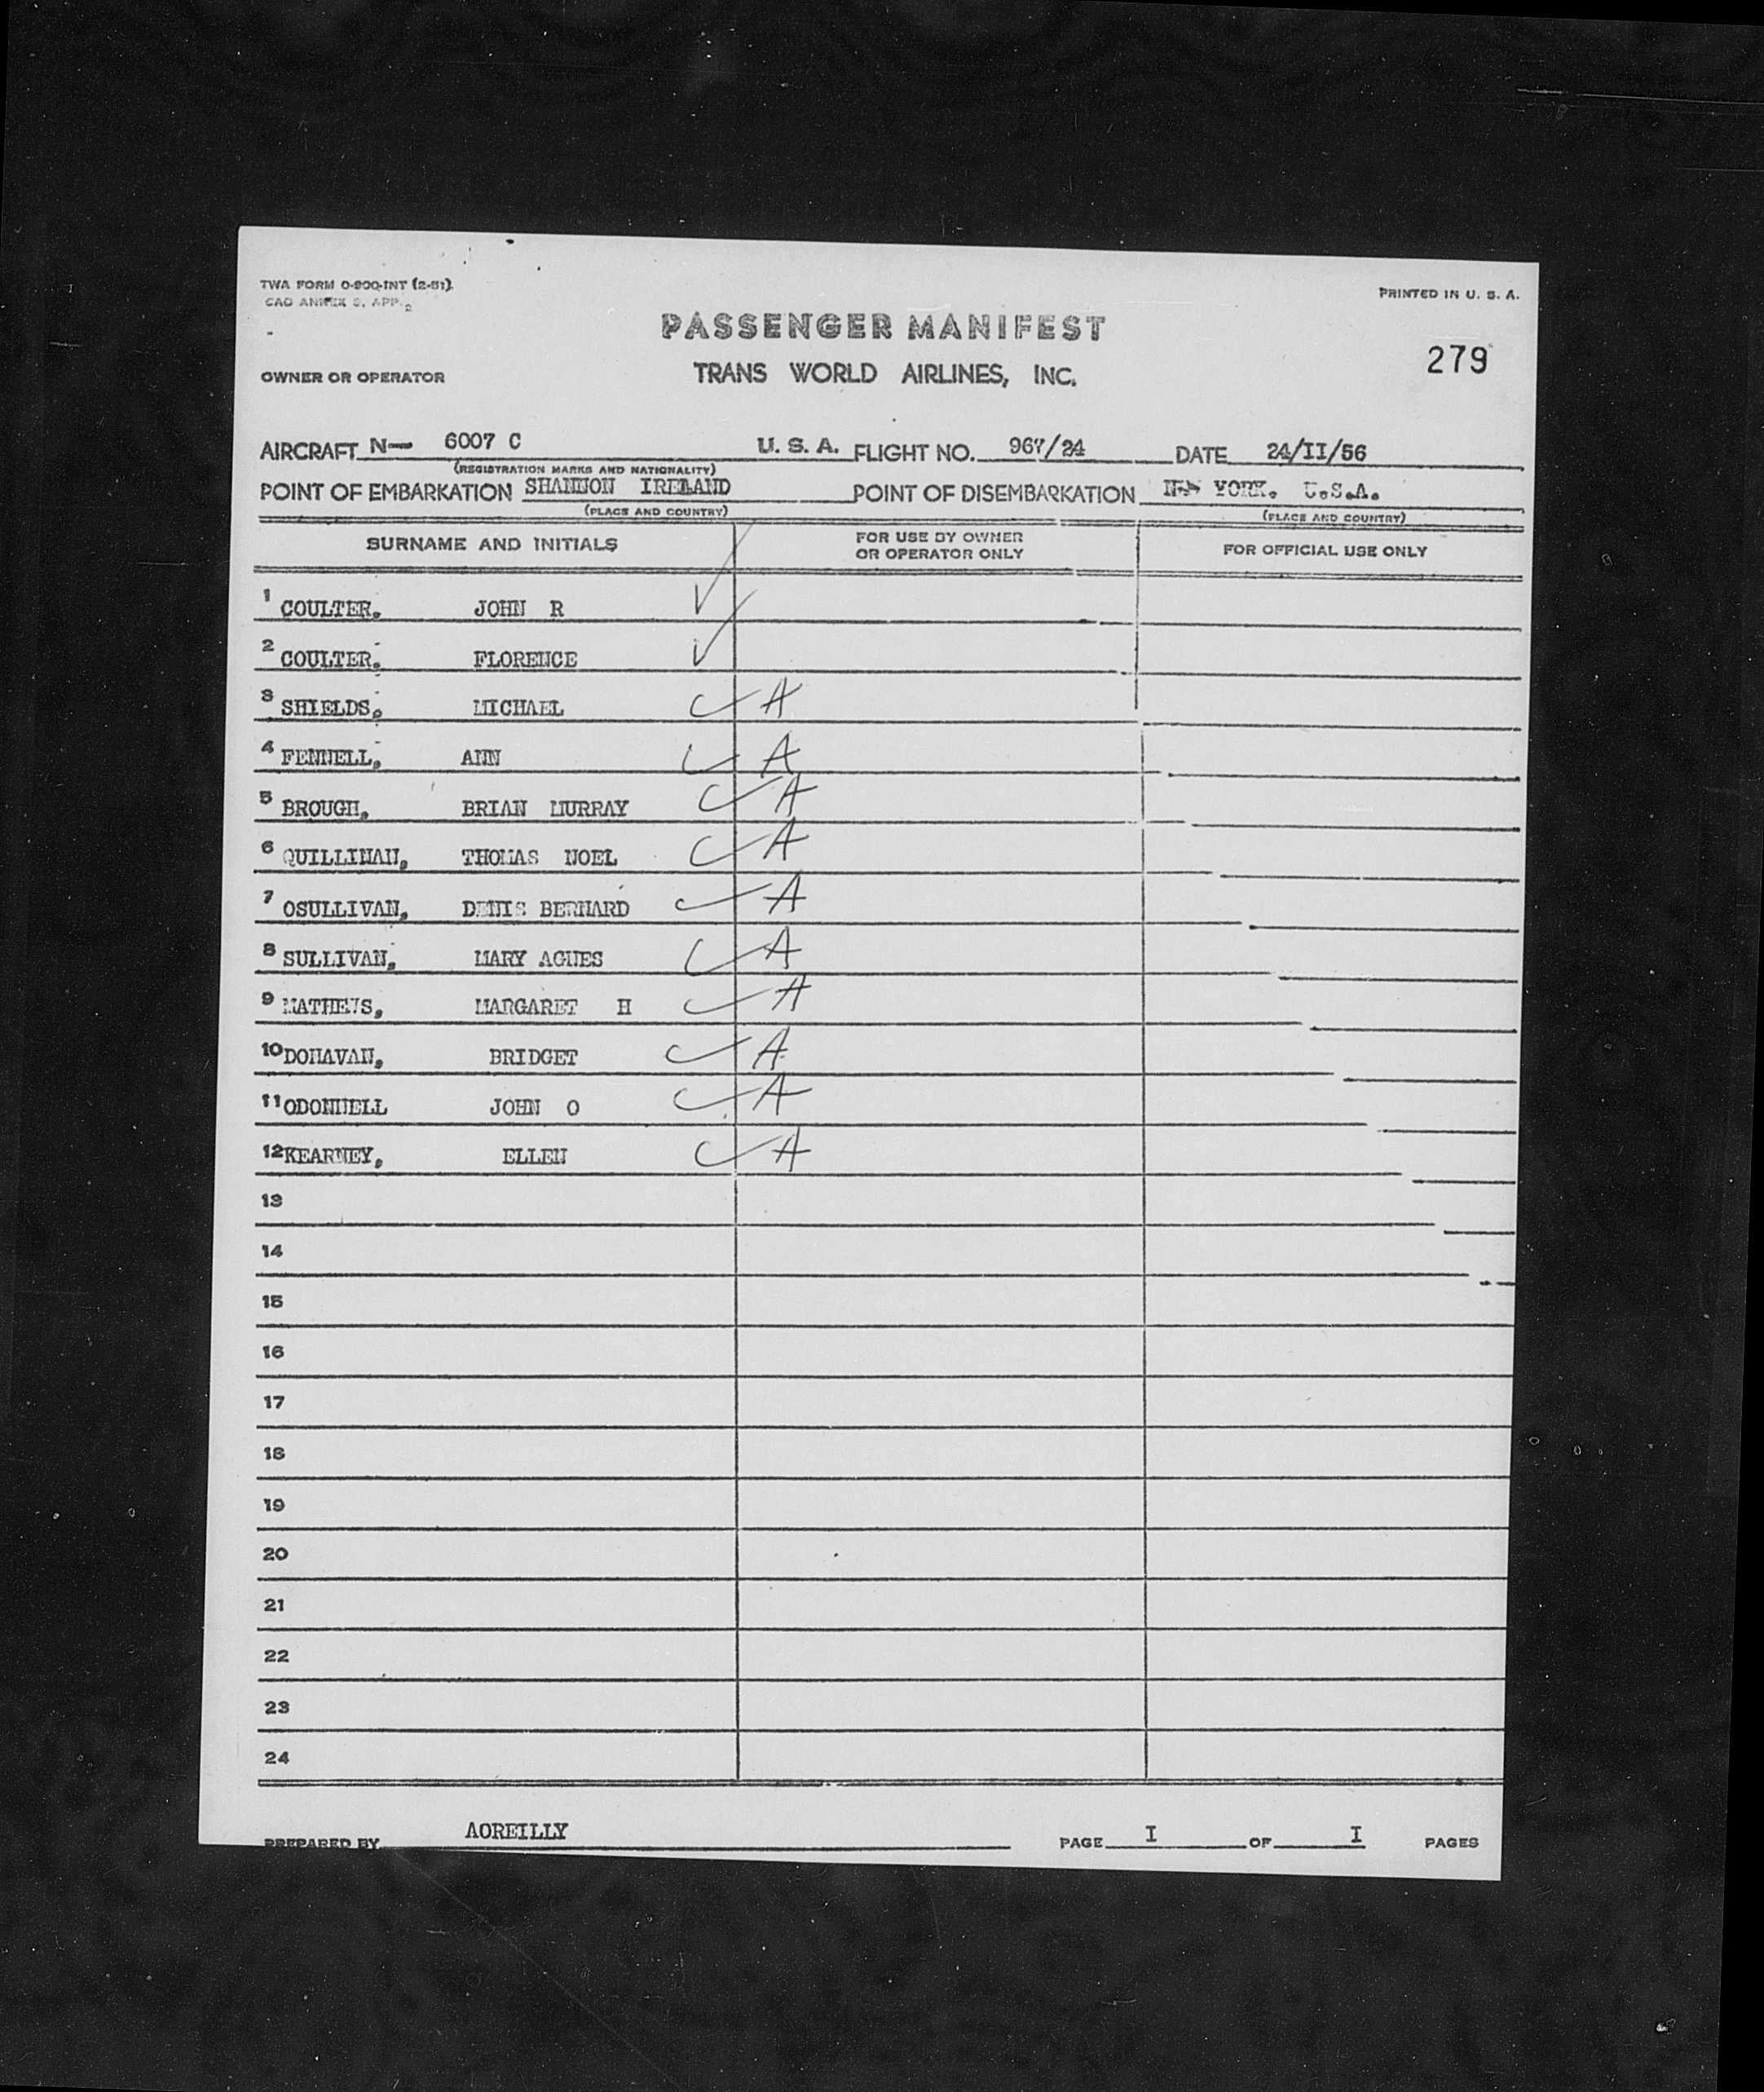 TWA FORM O-800-INT (2-51)
PRINTED IN U. S. A.
PASSENGER MANIFEST
279
OWNER OR OPERATOR TRANS WORLD AIRLINES, INC.
AIRCRAFT N— 6007 C U. S. A. FLIGHT NO. 967/24 DATE 24/II/56
(REGISTRATION MARKS AND NATIONALITY)
POINT OF EMBARKATION SHANNON IRELAND POINT OF DISEMBARKATION YORK. U.S.A.
(PLACE AND COUNTRY) (PLACE AND COUNTRY)
SURNAME AND INITIALS FOR USE BY OWNER OR OPERATOR ONLY FOR OFFICIAL USE ONLY
1 COULTER, JOHN R
2 COULTER, FLORENCE
3 SHIELDS, MICHAEL A
4 FENNELL, ANN A
5 BROUGH, BRIAN MURRAY A
6 QUILLINAN, THOMAS NOEL A
7 OSULLIVAN, DENIS BERNARD A
8 SULLIVAN, MARY AGNES A
9 MATHEWS, MARGARET H A
10 DONAVAN, BRIDGET A
11 ODONNELL JOHN O A
12 KEARNEY, ELLEN A
13
14
15
16
17
18
19
20
21
22
23
24
PREPARED BY AOREILLY PAGE I OF I PAGES